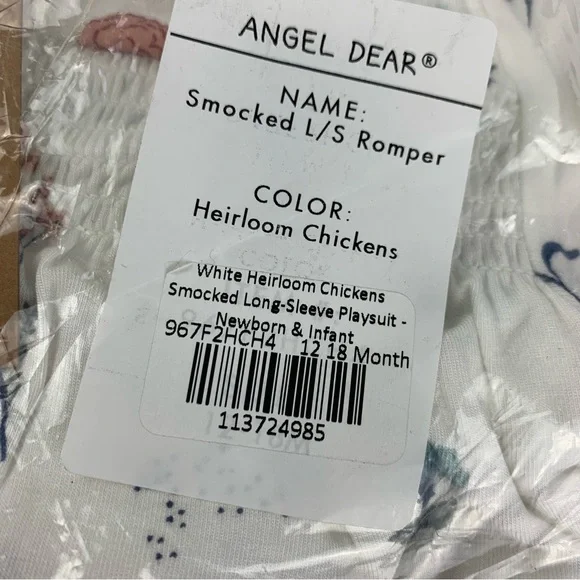 ANGEL DEAR®
NAME:
Smocked L/S Romper
COLOR:
Heirloom Chickens
White Heirloom Chickens
Smocked Long-Sleeve Playsuit -
Newborn & Infant
967F2HCH4 12 18 Month
113724985